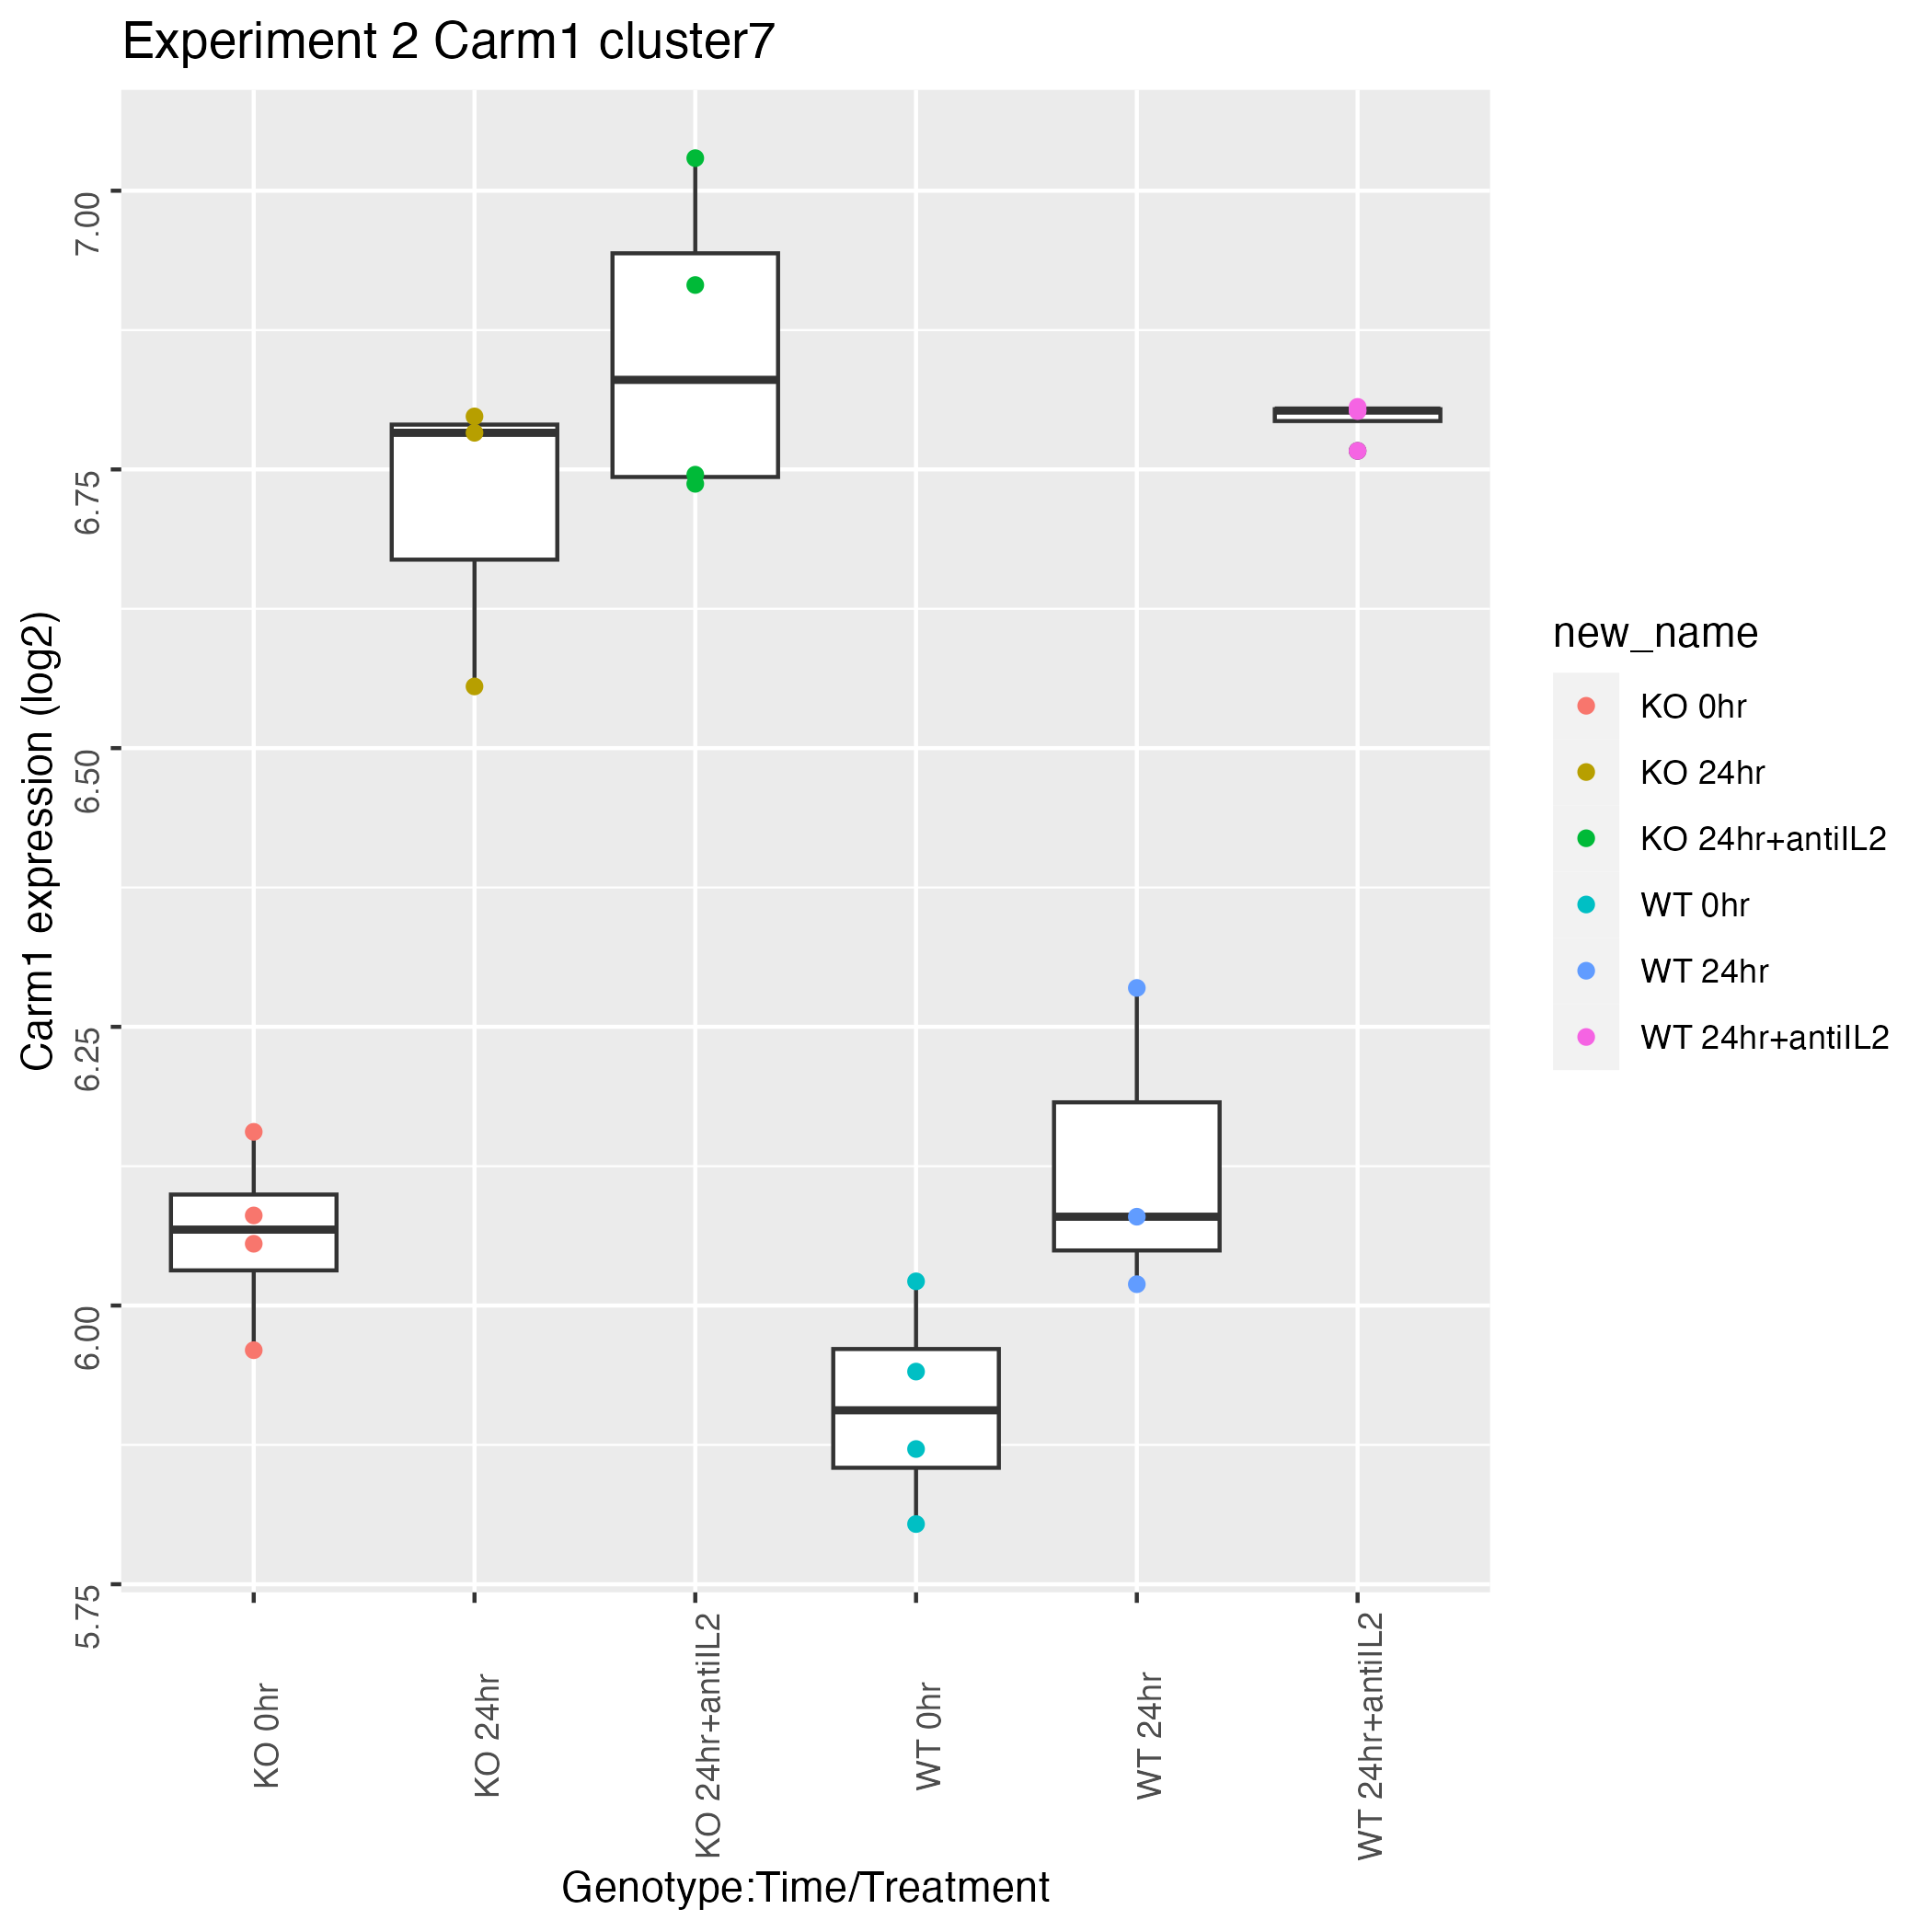 Experiment 2 Carm1 cluster7
Carm1 expression (log2)
7.00
6.75
6.50
6.25
6.00
5.75
KO 0hr
KO 24hr
KO 24hr+antiIL2
WT 0hr
WT 24hr
WT 24hr+antiIL2
Genotype:Time/Treatment
new_name
KO 0hr
KO 24hr
KO 24hr+antiIL2
WT 0hr
WT 24hr
WT 24hr+antiIL2